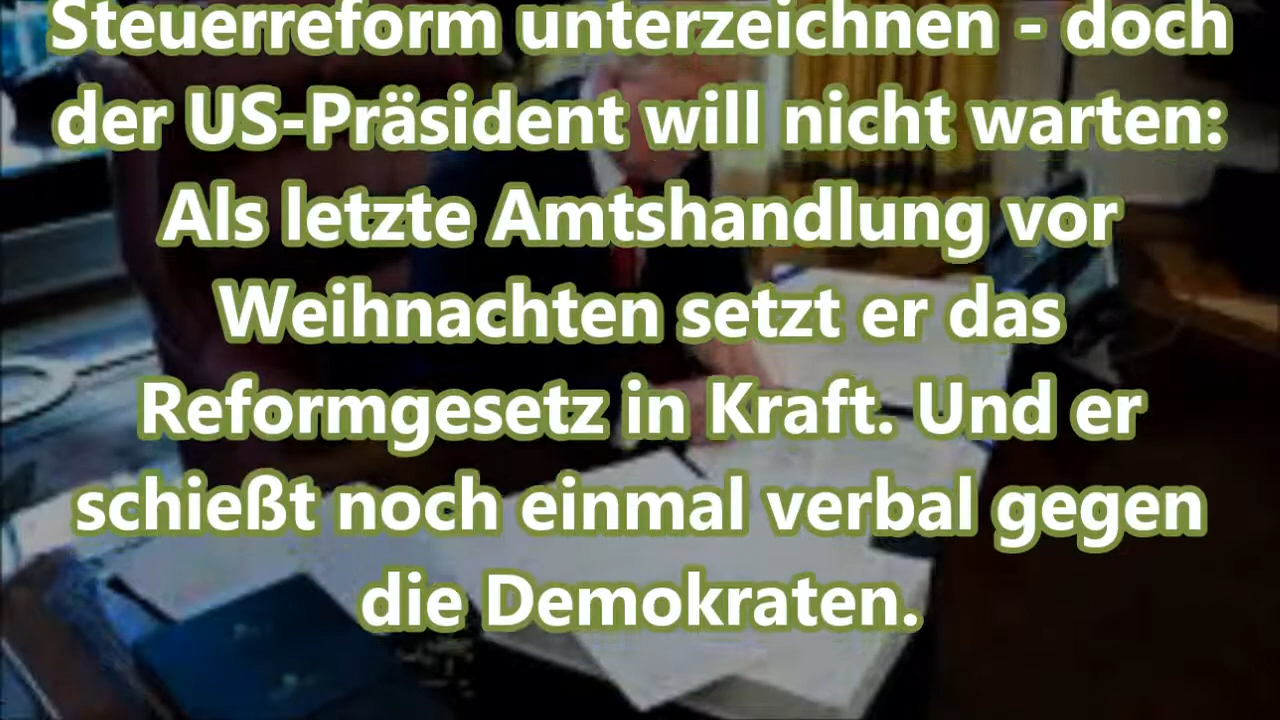 Steuerreform unterzeichnen - doch
der US-Präsident will nicht warten:
Als letzte Amtshandlung vor
Weihnachten setzt er das
Reformgesetz in Kraft. Und er
schießt noch einmal verbal gegen
die Demokraten.